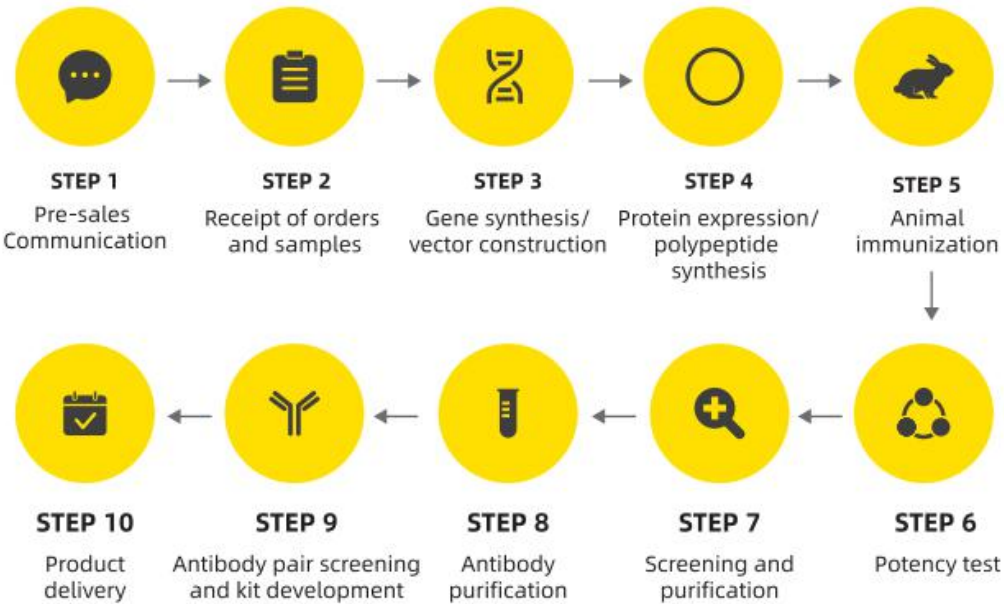 STEP 1
Pre-sales
Communication
STEP 2
Receipt of orders
and samples
STEP 3
Gene synthesis/
vector construction
STEP 4
Protein expression/
polypeptide
synthesis
STEP 5
Animal
immunization
STEP 10
Product
delivery
STEP 9
Antibody pair screening
and kit development
STEP 8
Antibody
purification
STEP 7
Screening and
purification
STEP 6
Potency test